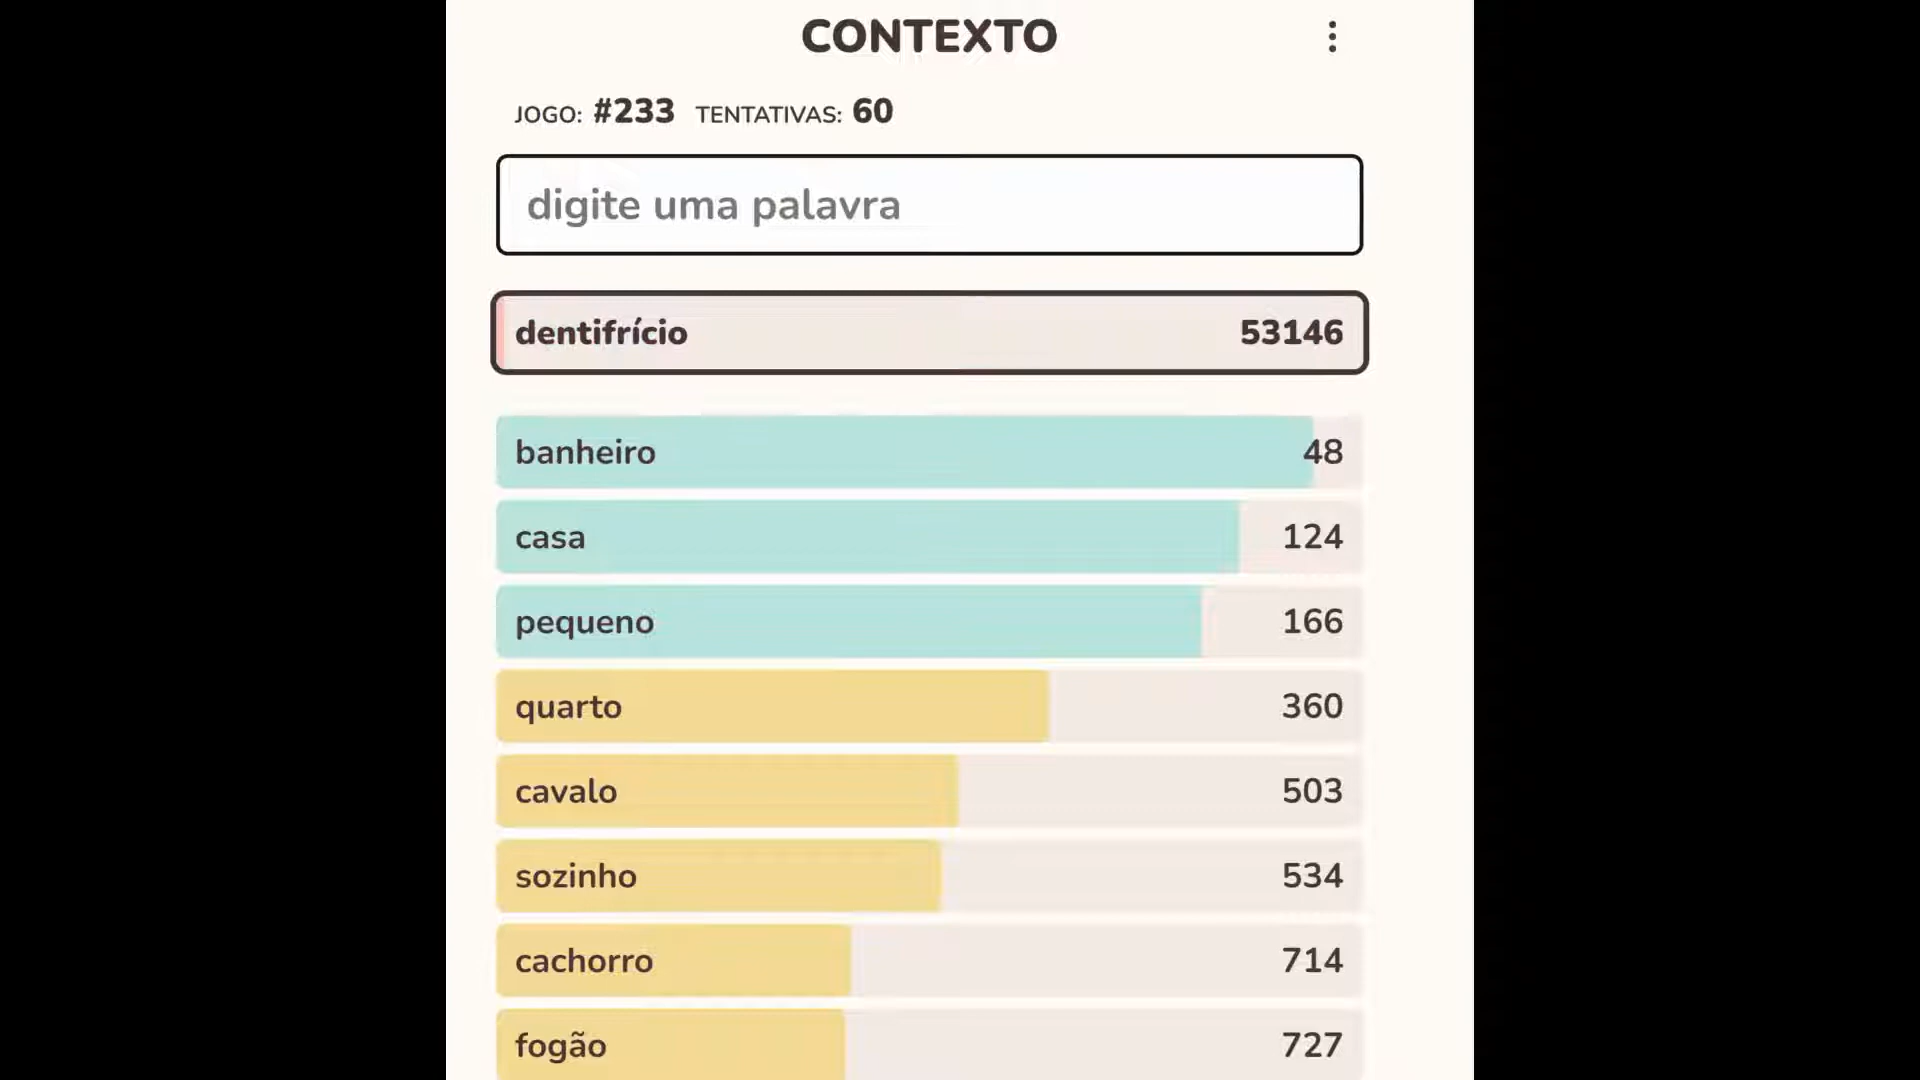 CONTEXTO
JOGO: #233 TENTATIVAS: 60
digite uma palavra
dentifrício 53146
banheiro 48
casa 124
pequeno 166
quarto 360
cavalo 503
sozinho 534
cachorro 714
fogão 727